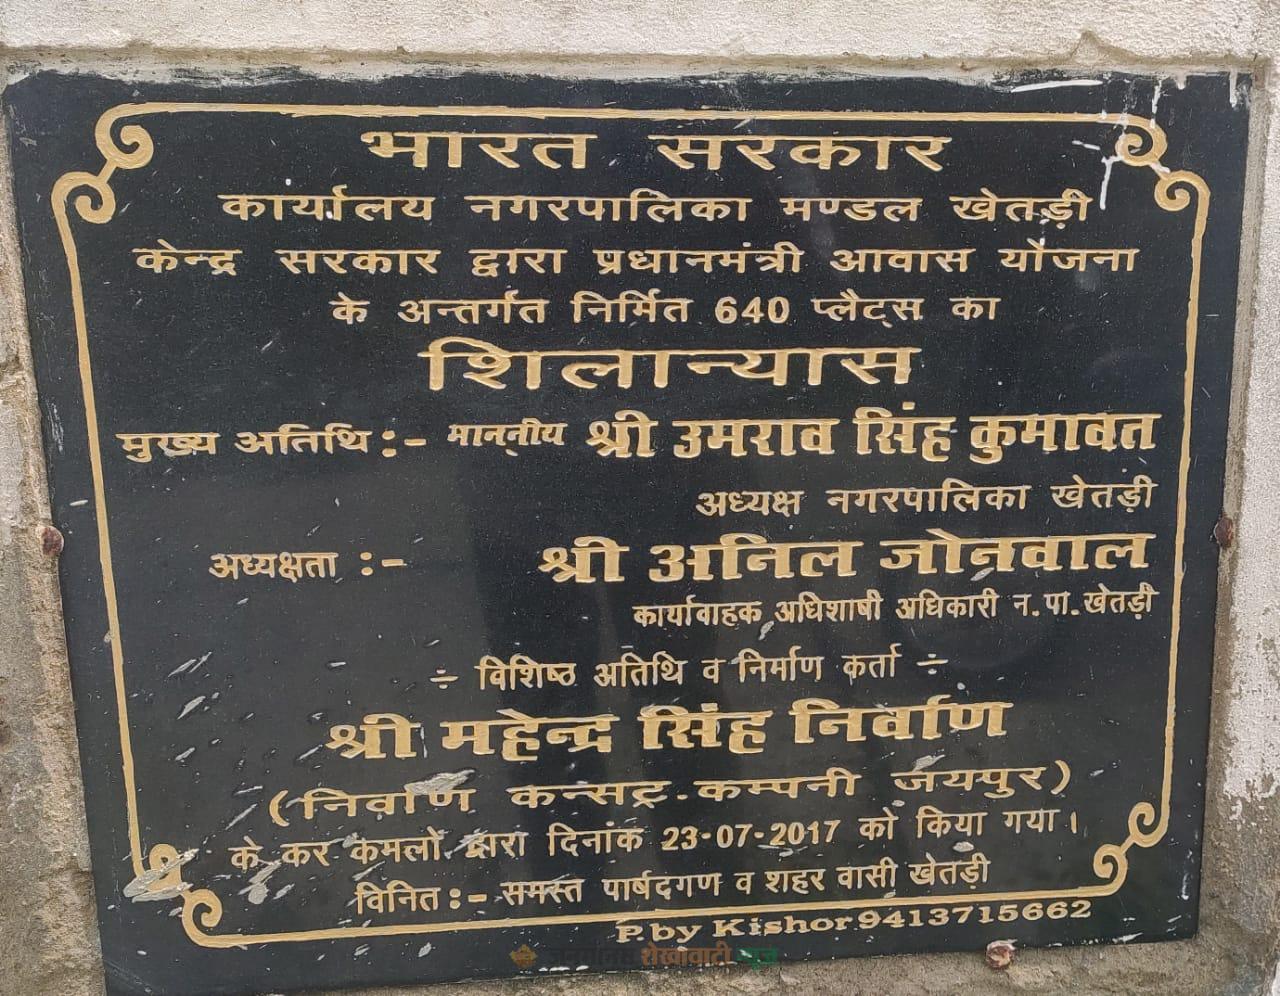 भारत सरकार
कार्यालय नगरपालिका मण्डल खेतड़ी
केन्द्र सरकार द्वारा प्रधानमंत्री आवास योजना
के अन्तर्गत निर्मित 640 प्लैट्स का
शिलान्यास
मुख्य अतिथि :- माननीय श्री उमराव सिंह कुमावत
अध्यक्ष नगरपालिका खेतड़ी
अध्यक्षता :- श्री अनिल जोनवाल
कार्यावाहक अधिशाषी अधिकारी न.पा.खेतड़ी
÷ विशिष्ठ अतिथि व निर्माण कर्ता ÷
श्री महेन्द्र सिंह निर्वाण
(निर्वाण कन्सट्र.कम्पनी जयपुर)
के कर कमलों द्वारा दिनांक 23-07-2017 को किया गया।
विनित :- समस्त पार्षदगण व शहर वासी खेतड़ी
P.by Kishor 9413715662
जनमानस शेखावाटी न्यूज